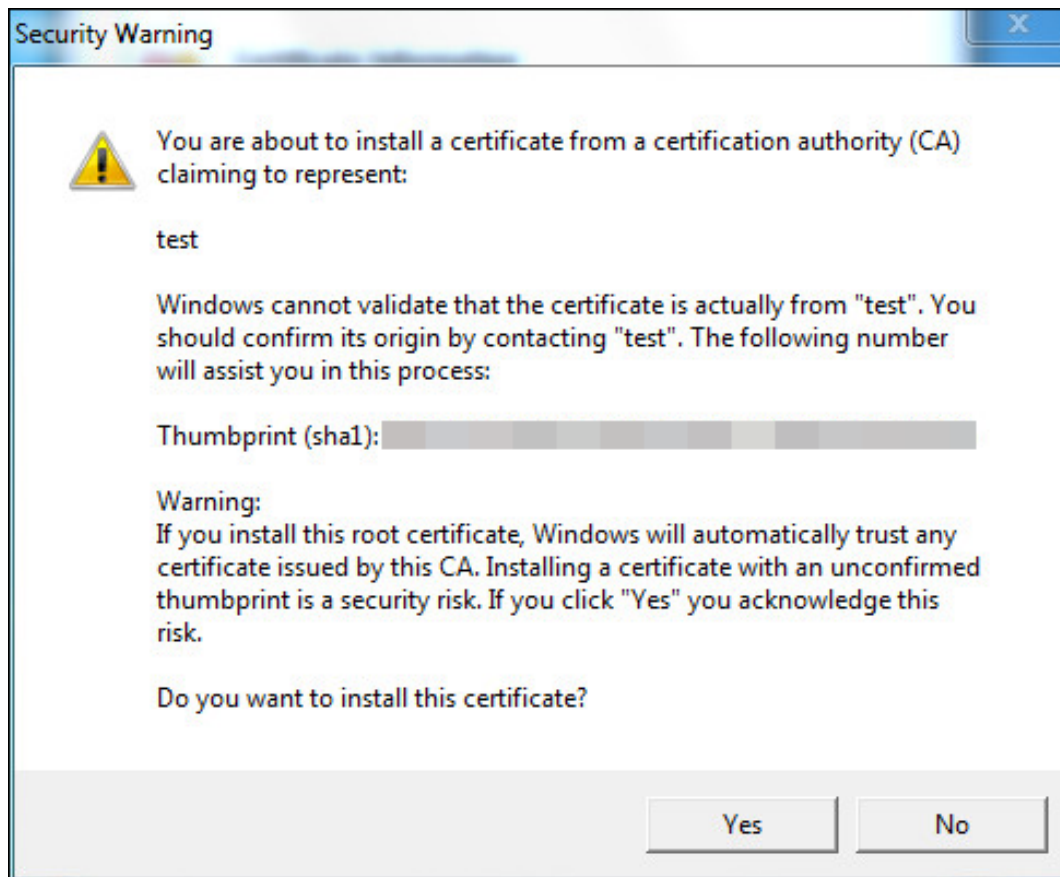 Security Warning
You are about to install a certificate from a certification authority (CA)
claiming to represent:
test
Windows cannot validate that the certificate is actually from "test". You
should confirm its origin by contacting "test". The following number
will assist you in this process:
Thumbprint (sha1):
Warning:
If you install this root certificate, Windows will automatically trust any
certificate issued by this CA. Installing a certificate with an unconfirmed
thumbprint is a security risk. If you click "Yes" you acknowledge this
risk.
Do you want to install this certificate?
Yes No